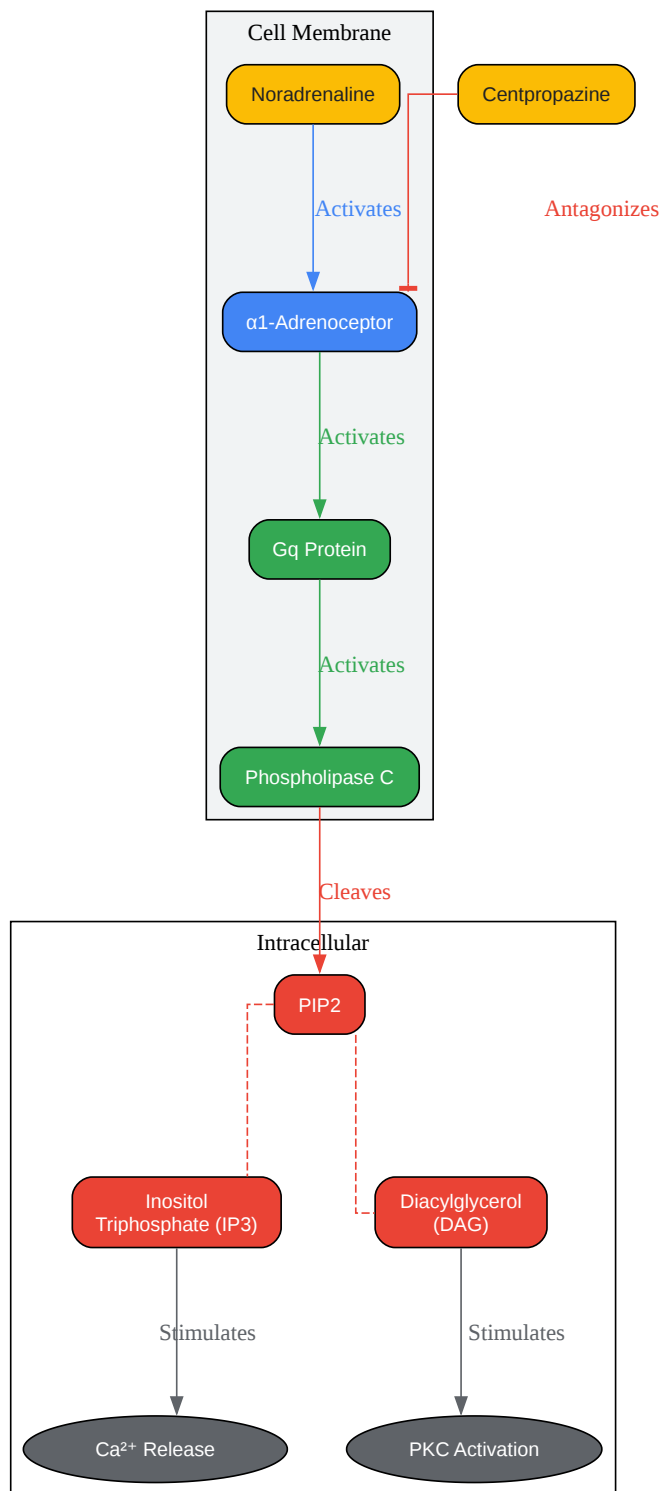 Cell Membrane
Noradrenaline
Centpropazine
Activates
Antagonizes
α1-Adrenoceptor
Activates
Gq Protein
Activates
Phospholipase C
Cleaves
Intracellular
PIP2
Inositol
Triphosphate (IP3)
Diacylglycerol
(DAG)
Stimulates
Stimulates
Ca²⁺ Release
PKC Activation